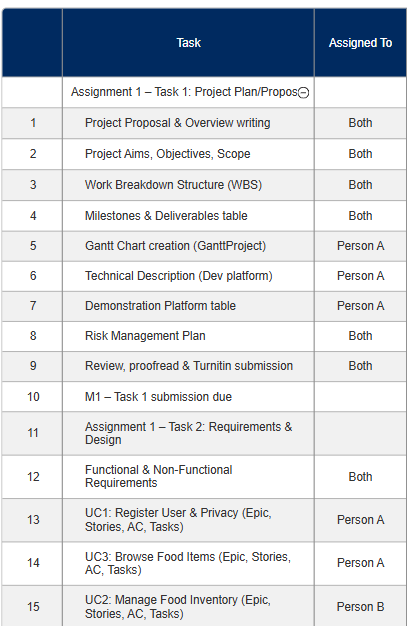 Task Assigned To
Assignment 1 – Task 1: Project Plan/Propos
1 Project Proposal & Overview writing Both
2 Project Aims, Objectives, Scope Both
3 Work Breakdown Structure (WBS) Both
4 Milestones & Deliverables table Both
5 Gantt Chart creation (GanttProject) Person A
6 Technical Description (Dev platform) Person A
7 Demonstration Platform table Person A
8 Risk Management Plan Both
9 Review, proofread & Turnitin submission Both
10 M1 – Task 1 submission due
11 Assignment 1 – Task 2: Requirements &
Design
12 Functional & Non-Functional
Requirements Both
13 UC1: Register User & Privacy (Epic,
Stories, AC, Tasks) Person A
14 UC3: Browse Food Items (Epic, Stories,
AC, Tasks) Person A
15 UC2: Manage Food Inventory (Epic,
Stories, AC, Tasks) Person B